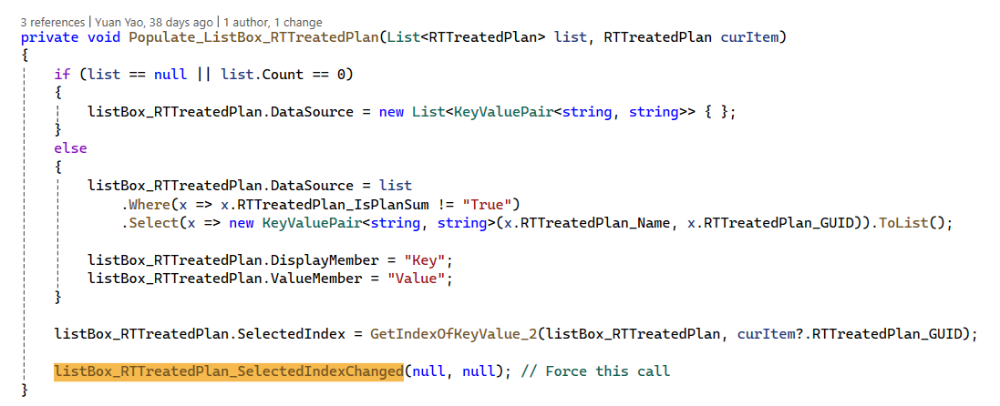 3 references | Yuan Yao, 38 days ago | 1 author, 1 change
private void Populate_ListBox_RTTreatedPlan(List<RTTreatedPlan> list, RTTreatedPlan curItem)
{
    if (list == null || list.Count == 0)
    {
        listBox_RTTreatedPlan.DataSource = new List<KeyValuePair<string, string>> { };
    }
    else
    {
        listBox_RTTreatedPlan.DataSource = list
            .Where(x => x.RTTreatedPlan_IsPlanSum != "True")
            .Select(x => new KeyValuePair<string, string>(x.RTTreatedPlan_Name, x.RTTreatedPlan_GUID)).ToList();

        listBox_RTTreatedPlan.DisplayMember = "Key";
        listBox_RTTreatedPlan.ValueMember = "Value";
    }

    listBox_RTTreatedPlan.SelectedIndex = GetIndexOfKeyValue_2(listBox_RTTreatedPlan, curItem?.RTTreatedPlan_GUID);

    listBox_RTTreatedPlan_SelectedIndexChanged(null, null); // Force this call
}